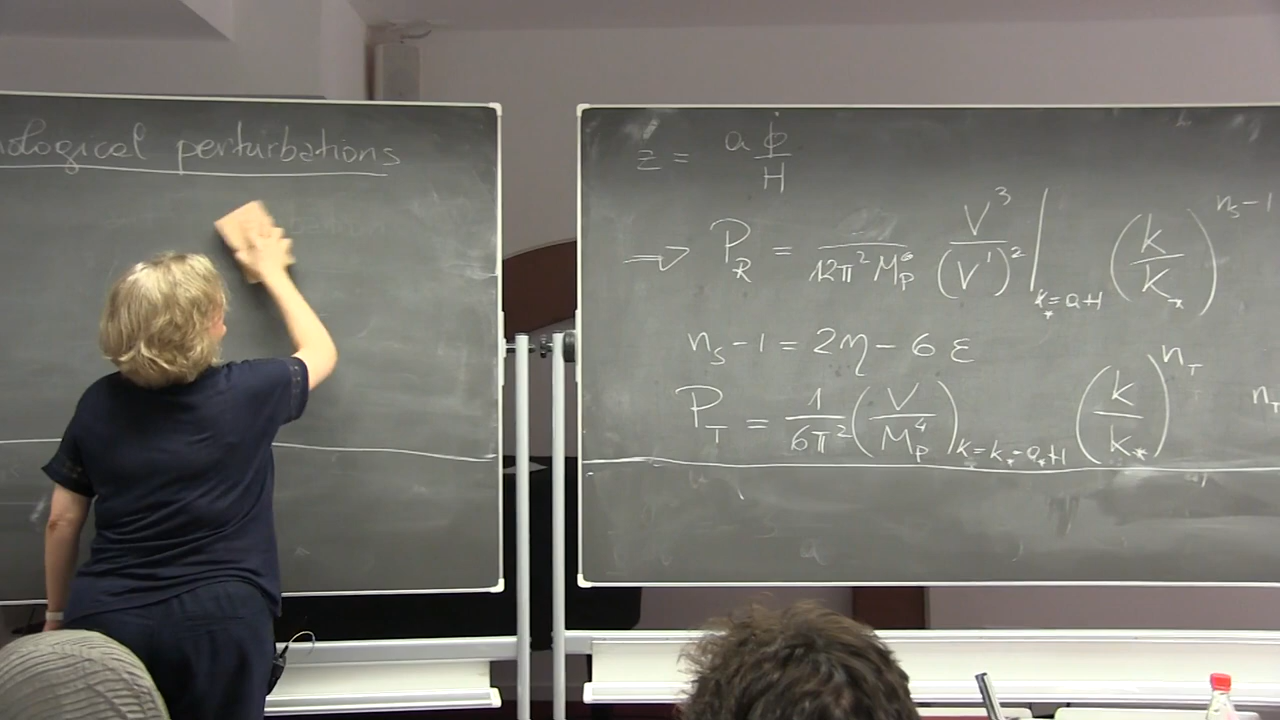 ological perturbations
z = a ϕ̇ / H
⇒ P_R = 1/(12π² M_P⁶) V³/(V')² |_{k_*=aH} (k/k_*)^{n_s-1}
n_s-1 = 2η - 6ε
P_T = 1/(6π²) (V/M_P⁴)_{k=k_*=a_*H} (k/k_*)^{n_T} n_T